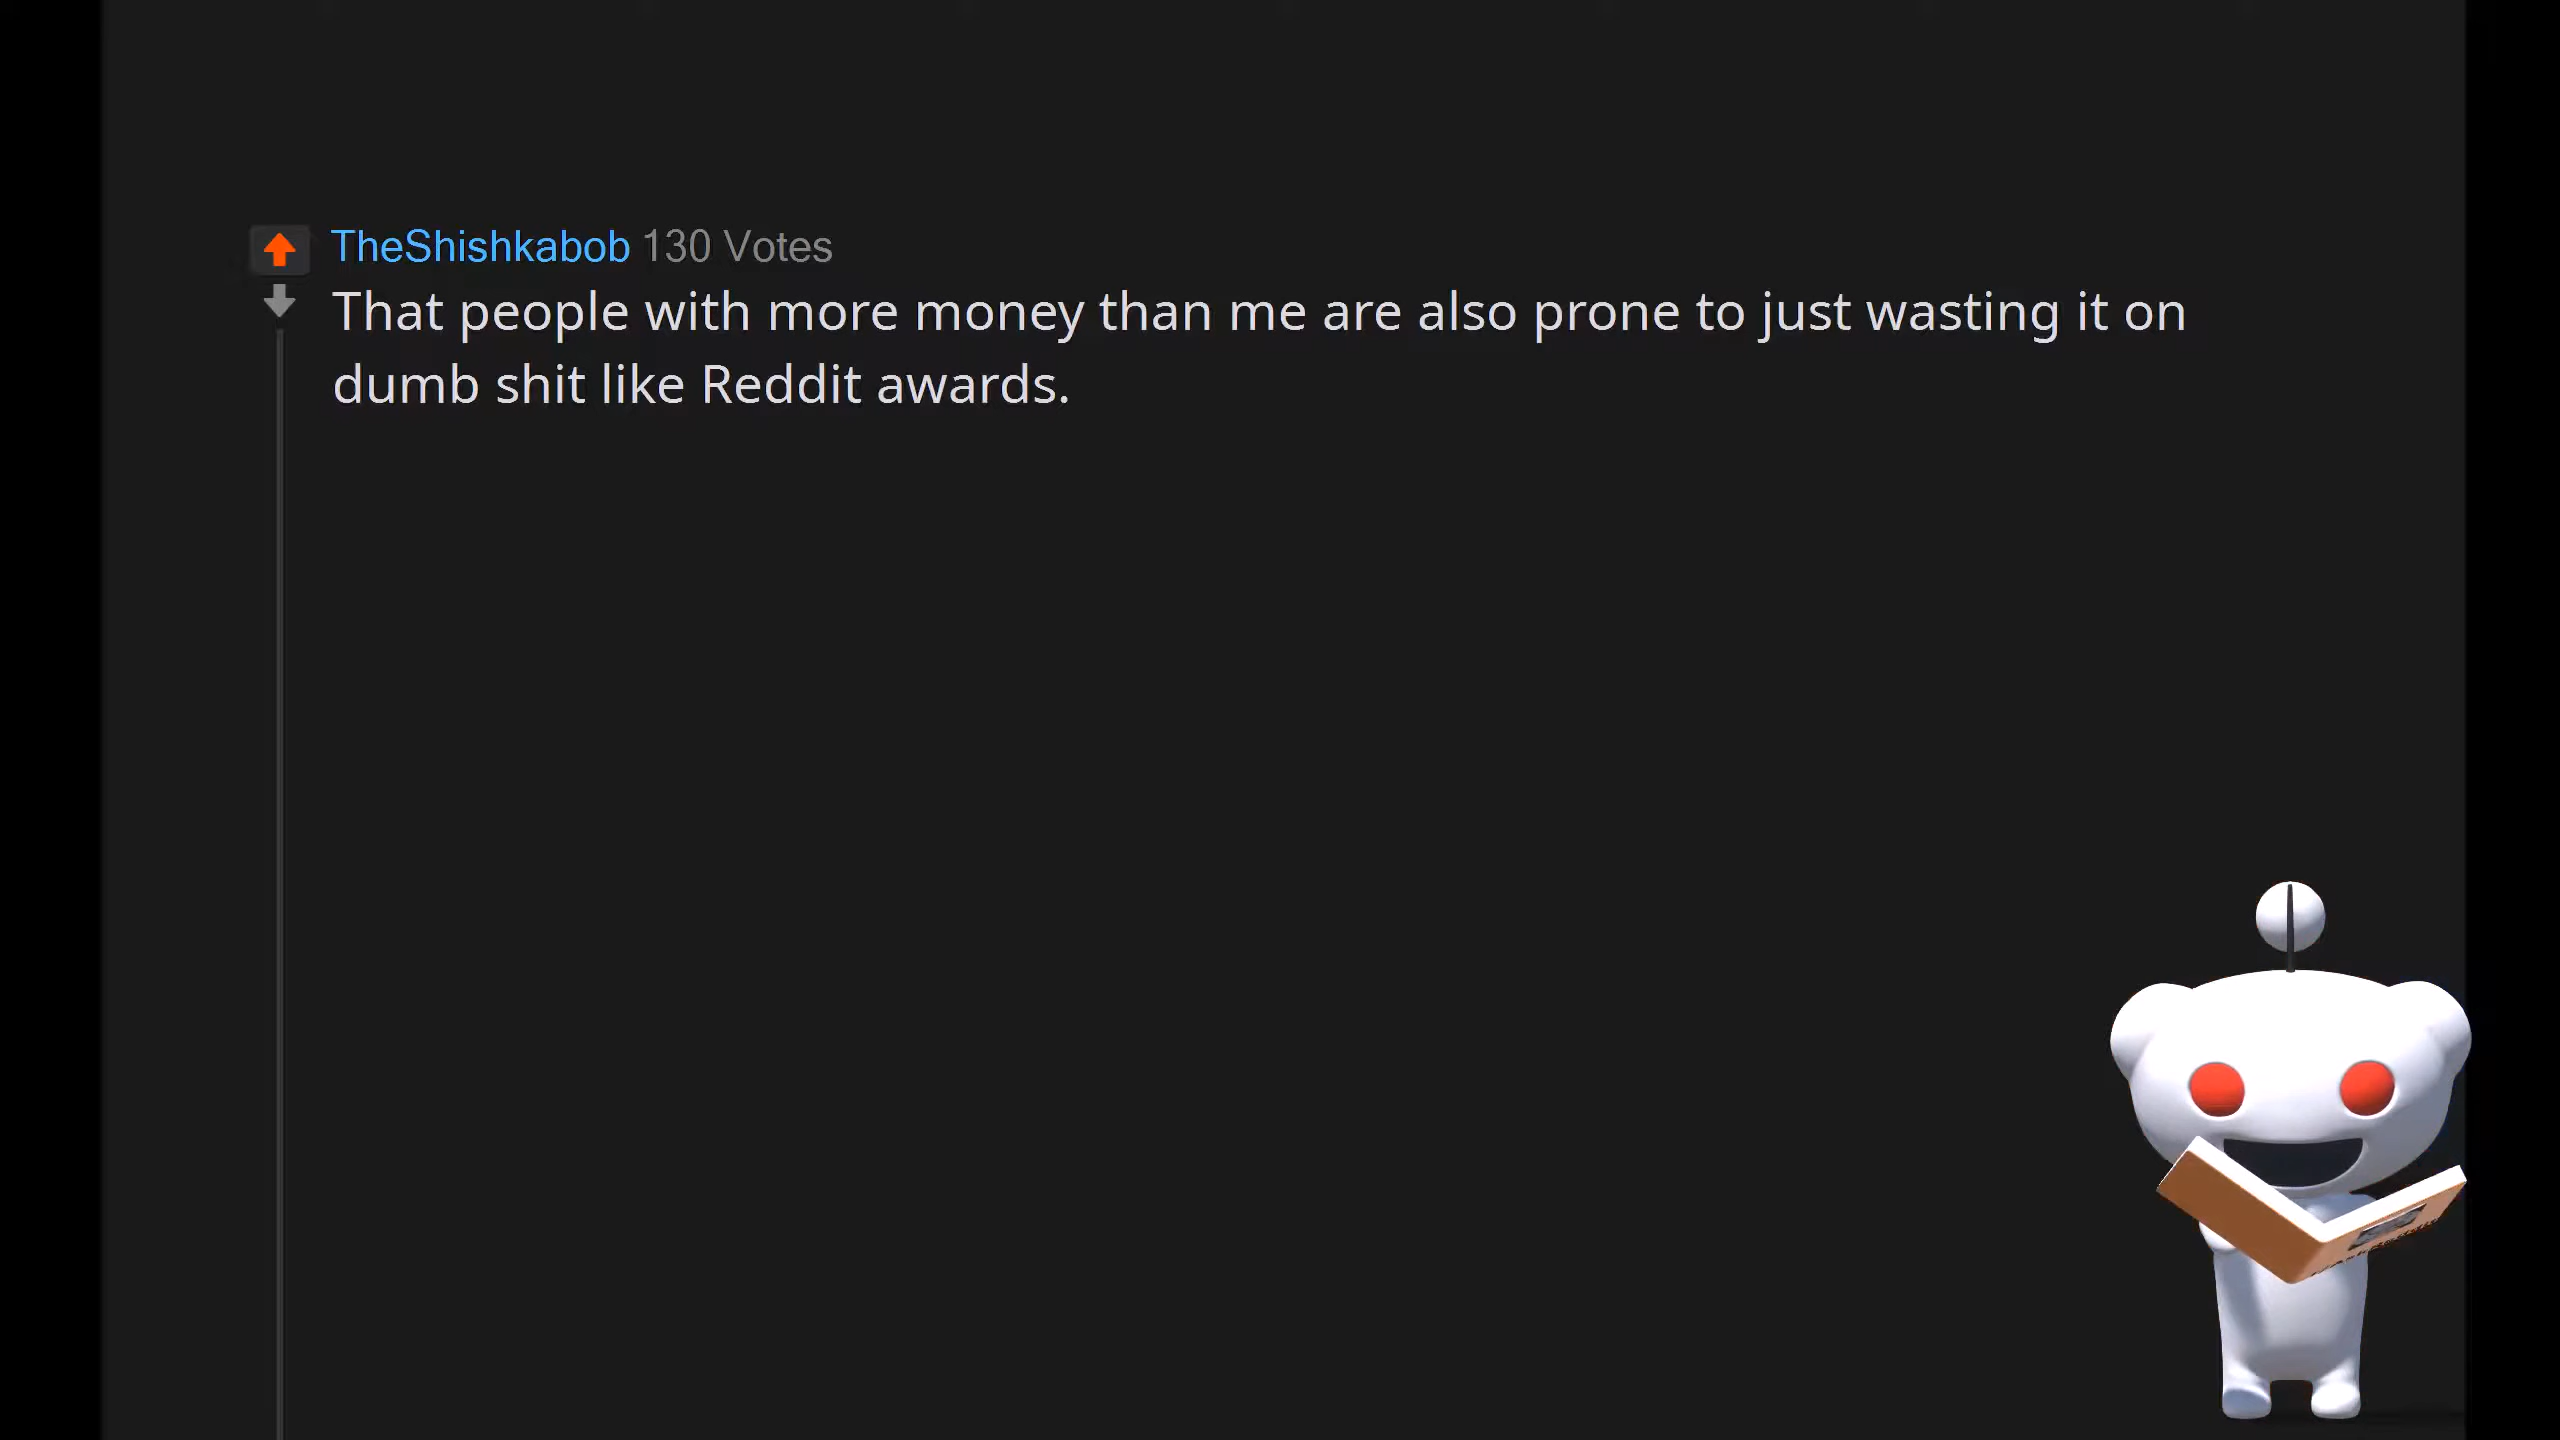 TheShishkabob 130 Votes
That people with more money than me are also prone to just wasting it on
dumb shit like Reddit awards.